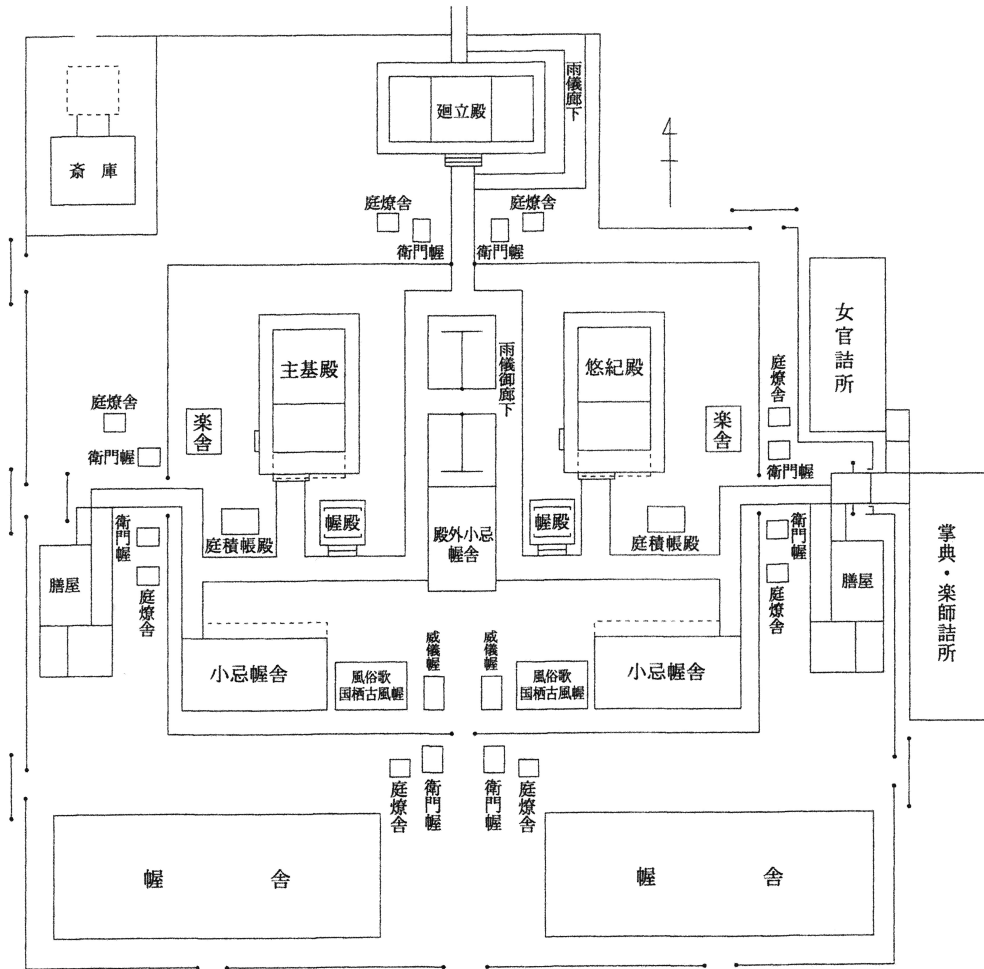 雨儀廊下
廻立殿
斎庫
庭燎舎
庭燎舎
衛門幄
衛門幄
女官詰所
主基殿
雨儀御廊下
悠紀殿
庭燎舎
庭燎舎
楽舎
楽舎
衛門幄
衛門幄
衛門幄
庭積帳殿
幄殿
殿外小忌
幄舎
幄殿
庭積帳殿
衛門幄
掌典・楽師詰所
膳屋
膳屋
庭燎舎
庭燎舎
威儀幄
威儀幄
小忌幄舎
風俗歌
国栖古風幄
風俗歌
国栖古風幄
小忌幄舎
庭燎舎
衛門幄
衛門幄
庭燎舎
幄舎
幄舎